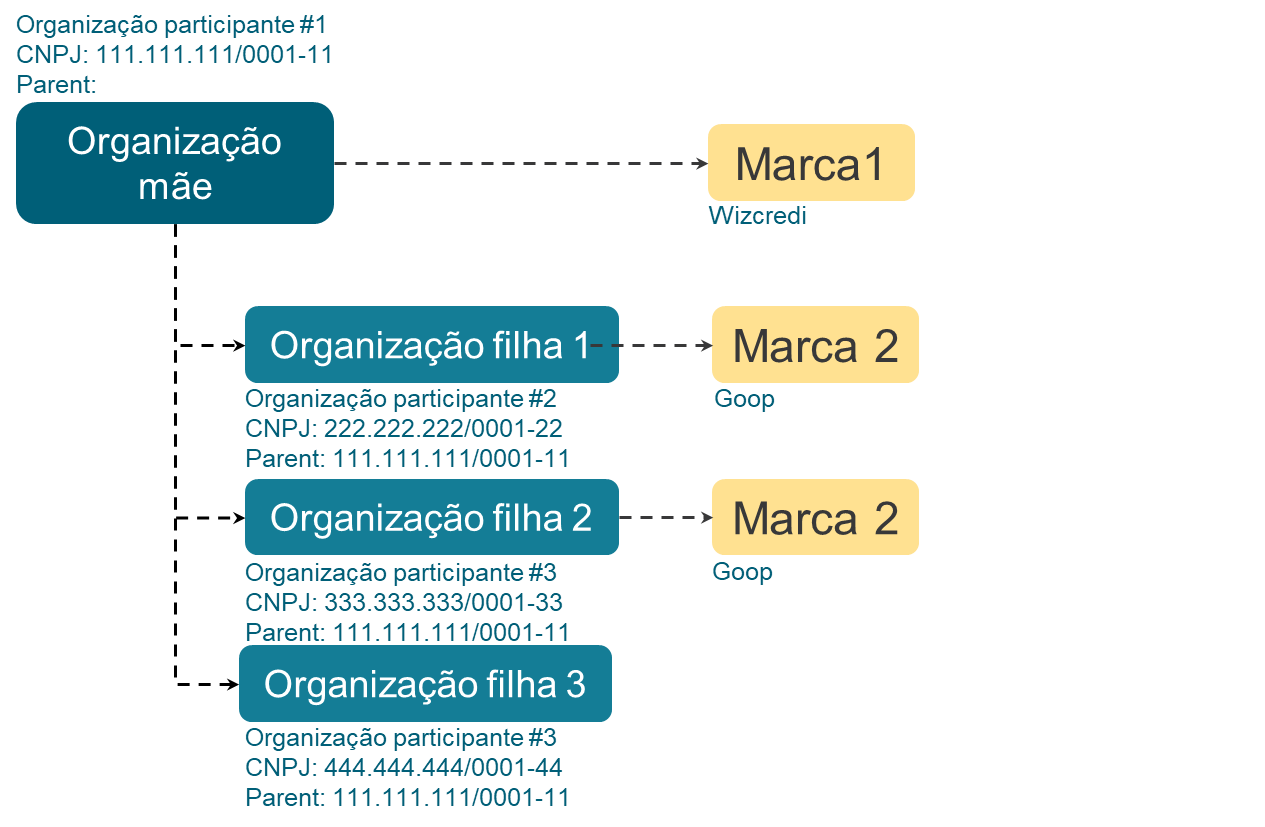 Organização participante #1
CNPJ: 111.111.111/0001-11
Parent:
Organização
mãe
Marca1
Wizcredi
Organização filha 1
Marca 2
Organização participante #2
Goop
CNPJ: 222.222.222/0001-22
Parent: 111.111.111/0001-11
Organização filha 2
Marca 2
Organização participante #3
Goop
CNPJ: 333.333.333/0001-33
Parent: 111.111.111/0001-11
Organização filha 3
Organização participante #3
CNPJ: 444.444.444/0001-44
Parent: 111.111.111/0001-11